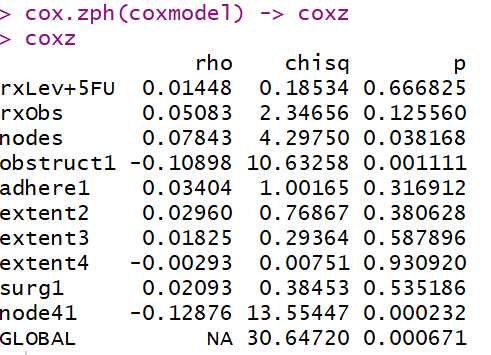 > cox.zph(coxmodel) -> coxz
> coxz
rho chisq p
rxLev+5FU 0.01448 0.18534 0.666825
rxObs 0.05083 2.34656 0.125560
nodes 0.07843 4.29750 0.038168
obstruct1 -0.10898 10.63258 0.001111
adhere1 0.03404 1.00165 0.316912
extent2 0.02960 0.76867 0.380628
extent3 0.01825 0.29364 0.587896
extent4 -0.00293 0.00751 0.930920
surg1 0.02093 0.38453 0.535186
node41 -0.12876 13.55447 0.000232
GLOBAL NA 30.64720 0.000671